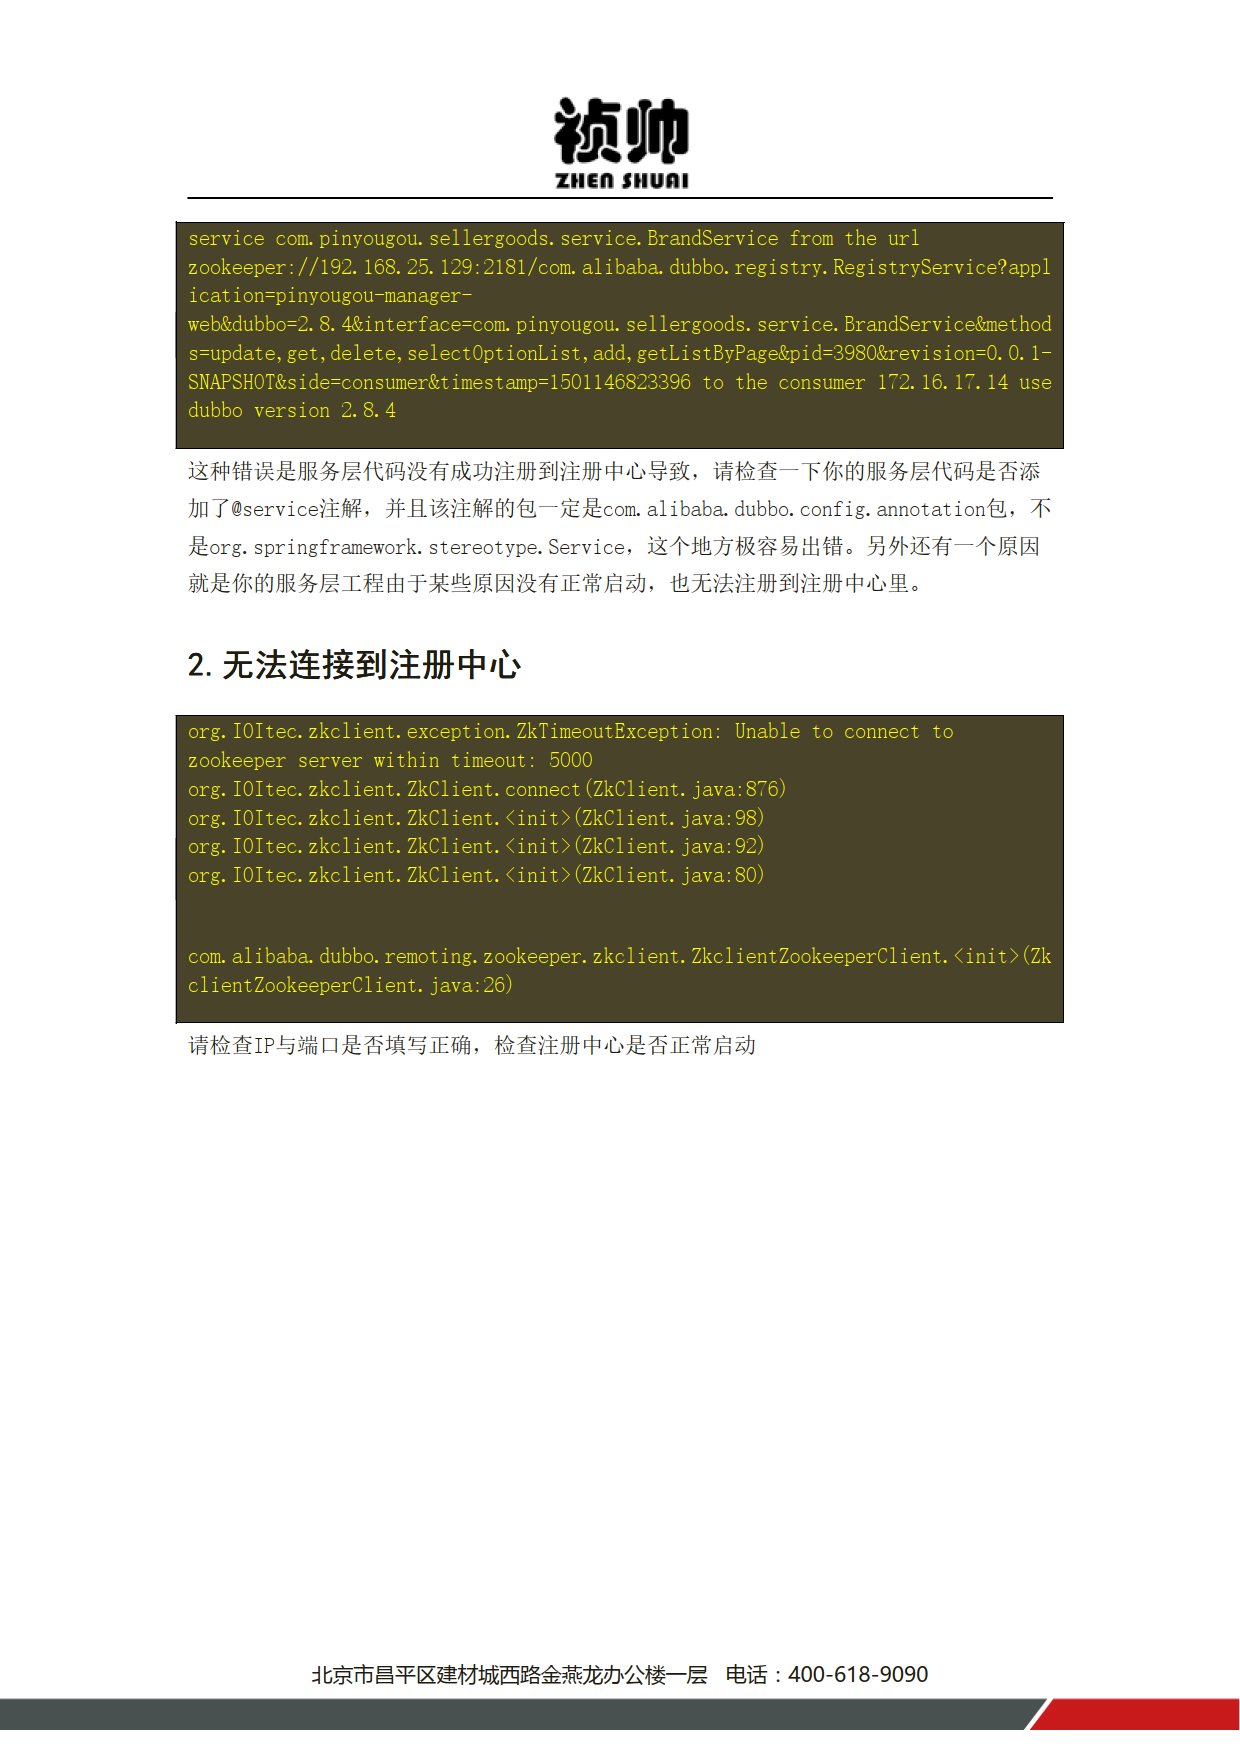 祯帅
ZHEN SHUAI
service com.pinyougou.sellergoods.service.BrandService from the url
zookeeper://192.168.25.129:2181/com.alibaba.dubbo.registry.RegistryService?appl
ication=pinyougou-manager-
web&dubbo=2.8.4&interface=com.pinyougou.sellergoods.service.BrandService&method
s=update,get,delete,selectOptionList,add,getListByPage&pid=3980&revision=0.0.1-
SNAPSHOT&side=consumer&timestamp=1501146823396 to the consumer 172.16.17.14 use
dubbo version 2.8.4
这种错误是服务层代码没有成功注册到注册中心导致，请检查一下你的服务层代码是否添
加了@service注解，并且该注解的包一定是com.alibaba.dubbo.config.annotation包，不
是org.springframework.stereotype.Service，这个地方极容易出错。另外还有一个原因
就是你的服务层工程由于某些原因没有正常启动，也无法注册到注册中心里。
2.无法连接到注册中心
org.I0Itec.zkclient.exception.ZkTimeoutException: Unable to connect to
zookeeper server within timeout: 5000
org.I0Itec.zkclient.ZkClient.connect(ZkClient.java:876)
org.I0Itec.zkclient.ZkClient.<init>(ZkClient.java:98)
org.I0Itec.zkclient.ZkClient.<init>(ZkClient.java:92)
org.I0Itec.zkclient.ZkClient.<init>(ZkClient.java:80)
com.alibaba.dubbo.remoting.zookeeper.zkclient.ZkclientZookeeperClient.<init>(Zk
clientZookeeperClient.java:26)
请检查IP与端口是否填写正确，检查注册中心是否正常启动
北京市昌平区建材城西路金燕龙办公楼一层 电话：400-618-9090